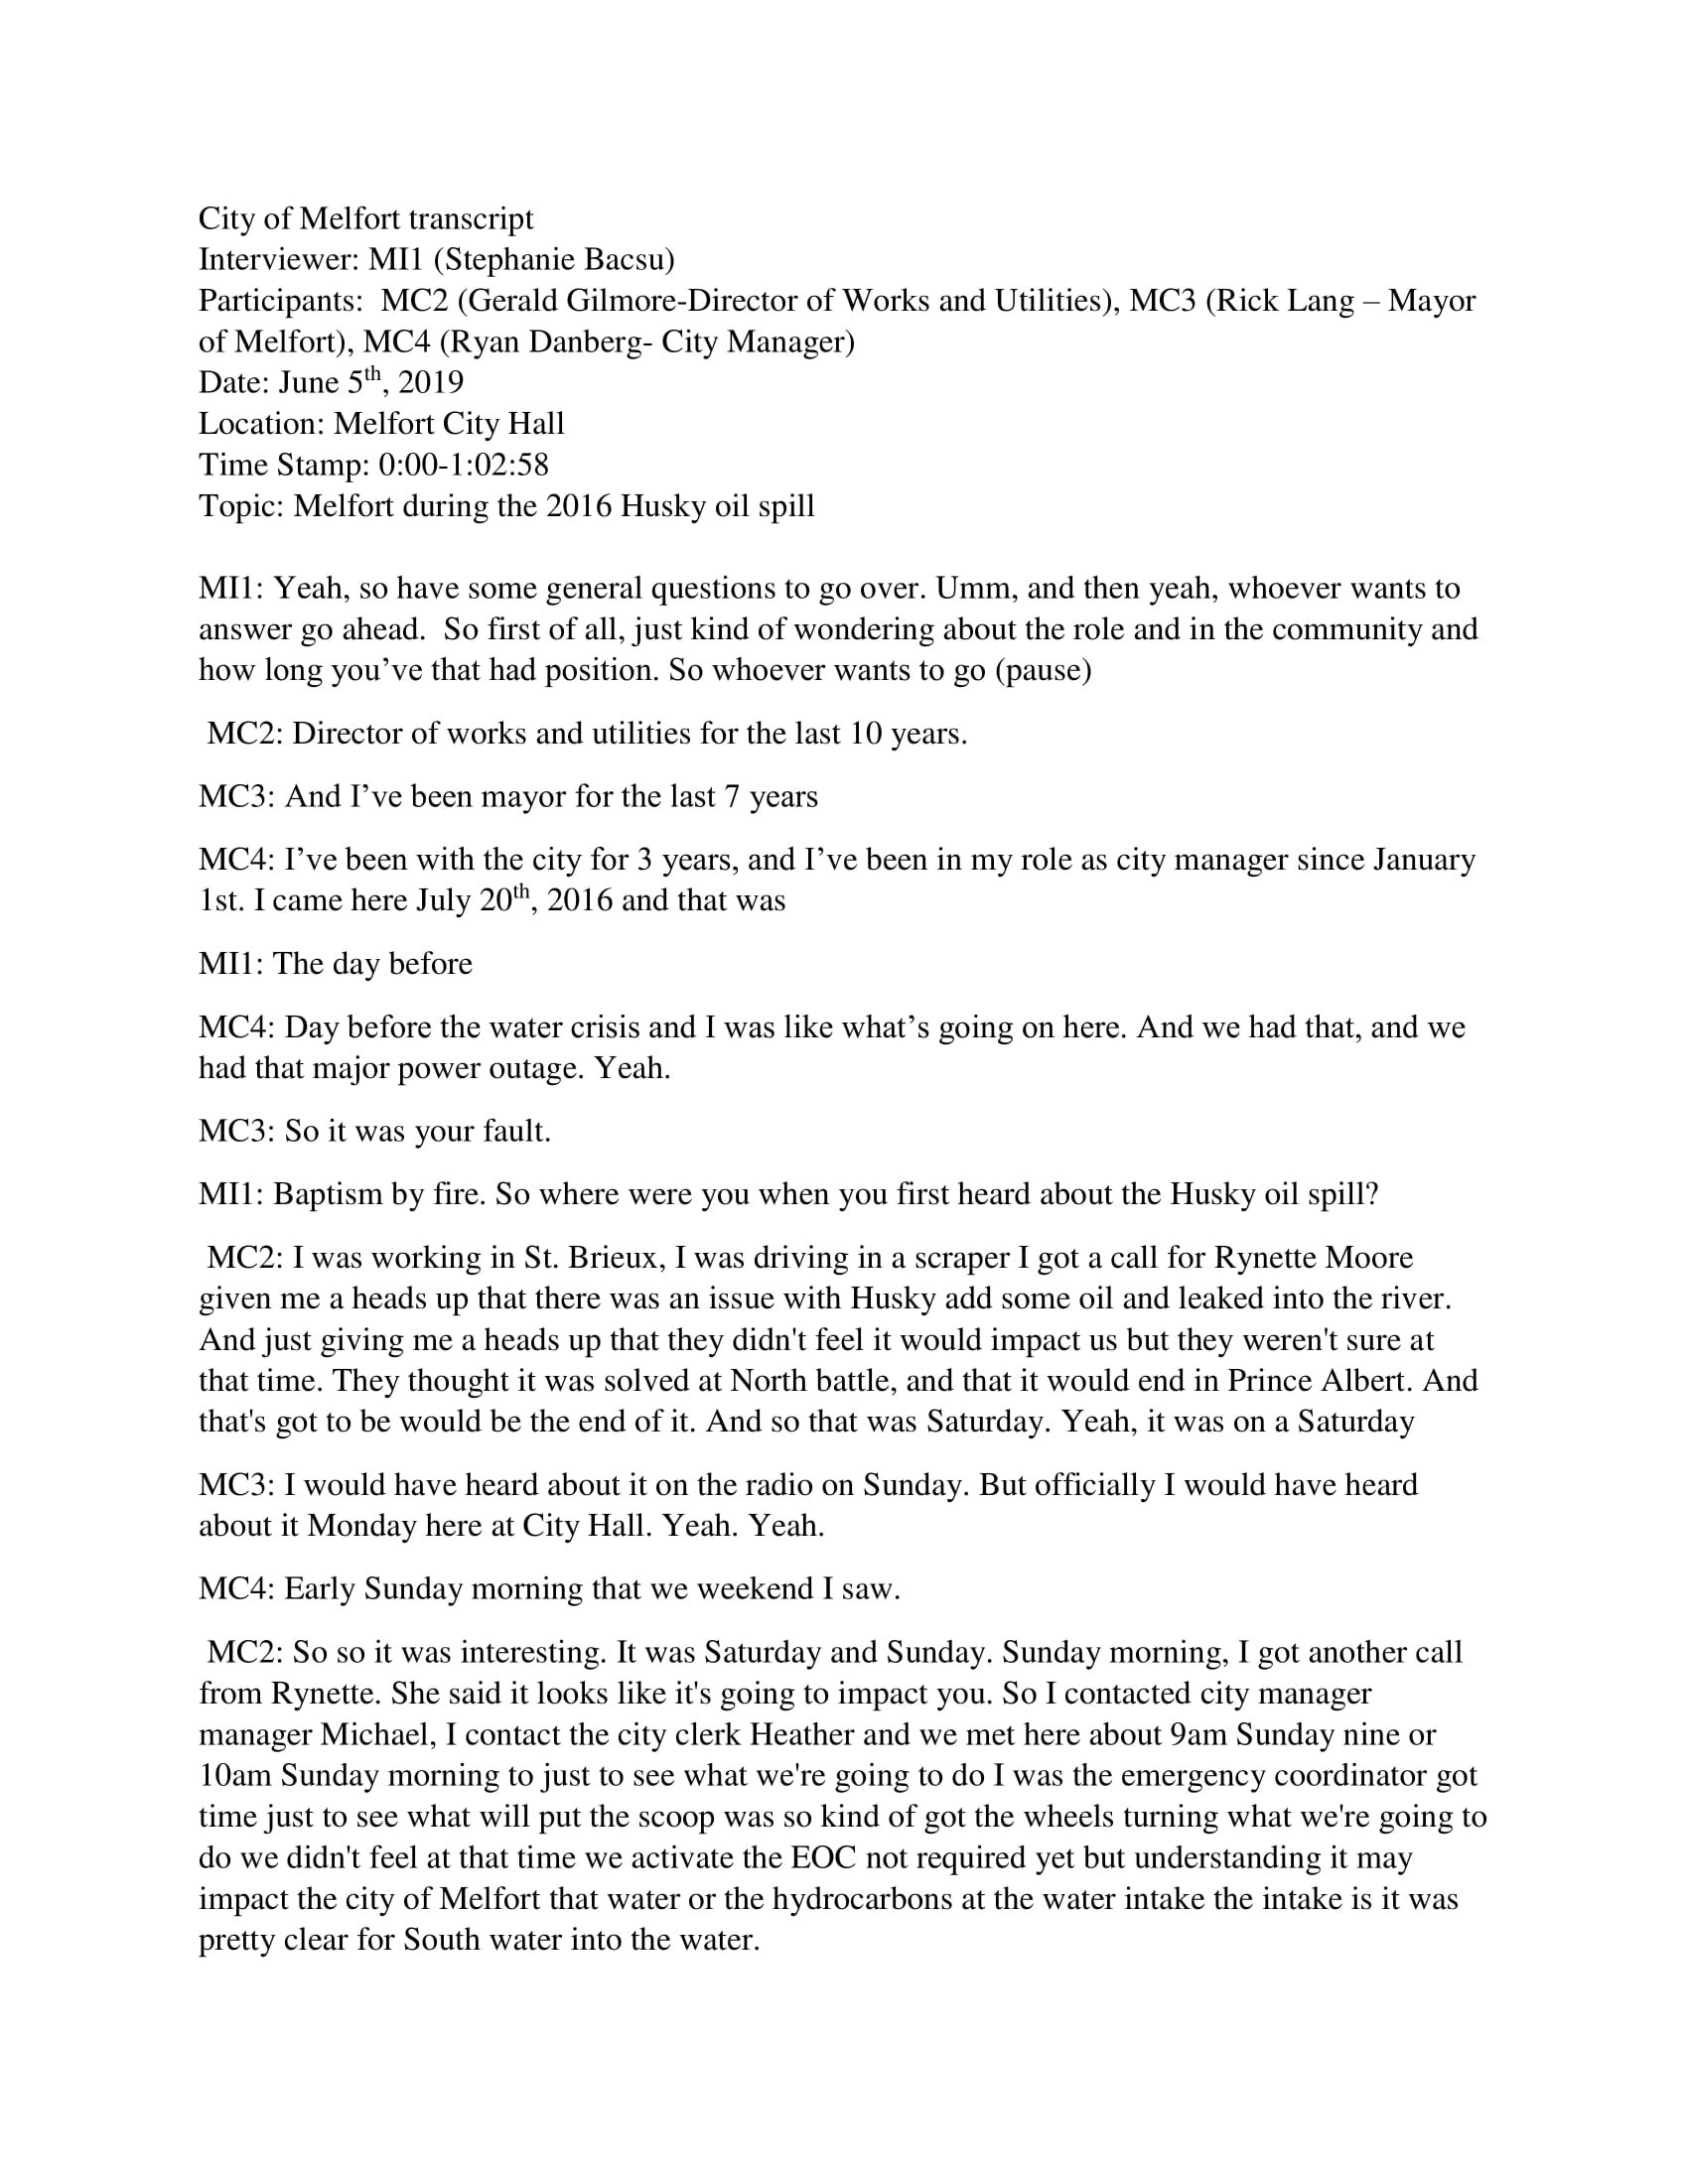 City of Melfort transcript
Interviewer: MI1 (Stephanie Bacsu)
Participants:  MC2 (Gerald Gilmore-Director of Works and Utilities), MC3 (Rick Lang – Mayor
of Melfort), MC4 (Ryan Danberg- City Manager)
Date: June 5th, 2019
Location: Melfort City Hall
Time Stamp: 0:00-1:02:58
Topic: Melfort during the 2016 Husky oil spill
MI1: Yeah, so have some general questions to go over. Umm, and then yeah, whoever wants to
answer go ahead.  So first of all, just kind of wondering about the role and in the community and
how long you’ve that had position. So whoever wants to go (pause)
MC2: Director of works and utilities for the last 10 years.
MC3: And I’ve been mayor for the last 7 years
MC4: I’ve been with the city for 3 years, and I’ve been in my role as city manager since January
1st. I came here July 20th, 2016 and that was
MI1: The day before
MC4: Day before the water crisis and I was like what’s going on here. And we had that, and we
had that major power outage. Yeah.
MC3: So it was your fault.
MI1: Baptism by fire. So where were you when you first heard about the Husky oil spill?
MC2: I was working in St. Brieux, I was driving in a scraper I got a call for Rynette Moore
given me a heads up that there was an issue with Husky add some oil and leaked into the river.
And just giving me a heads up that they didn't feel it would impact us but they weren't sure at
that time. They thought it was solved at North battle, and that it would end in Prince Albert. And
that's got to be would be the end of it. And so that was Saturday. Yeah, it was on a Saturday
MC3: I would have heard about it on the radio on Sunday. But officially I would have heard
about it Monday here at City Hall. Yeah. Yeah.
MC4: Early Sunday morning that we weekend I saw.
MC2: So so it was interesting. It was Saturday and Sunday. Sunday morning, I got another call
from Rynette. She said it looks like it's going to impact you. So I contacted city manager
manager Michael, I contact the city clerk Heather and we met here about 9am Sunday nine or
10am Sunday morning to just to see what we're going to do I was the emergency coordinator got
time just to see what will put the scoop was so kind of got the wheels turning what we're going to
do we didn't feel at that time we activate the EOC not required yet but understanding it may
impact the city of Melfort that water or the hydrocarbons at the water intake the intake is it was
pretty clear for South water into the water.